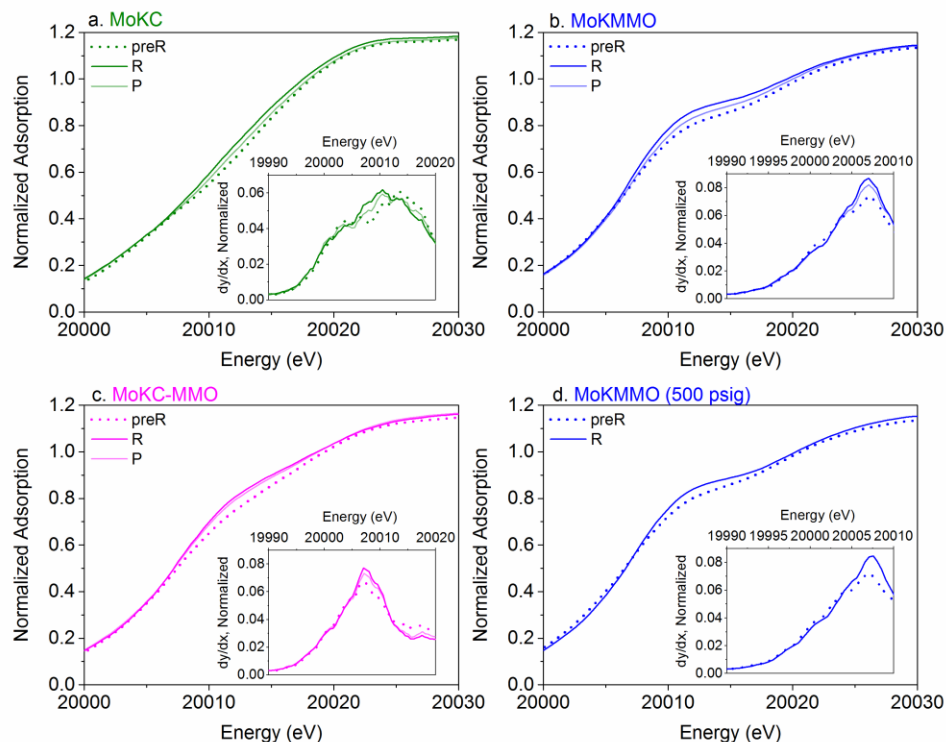 a. MoKC
preR
R
P
Normalized Adsorption
1.2
1.0
0.8
0.6
0.4
0.2
0.0
20000 20010 20020 20030
Energy (eV)
Energy (eV)
19990 20000 20010 20020
dy/dx, Normalized
0.06
0.04
0.02
0.00
b. MoKMMO
preR
R
P
Normalized Adsorption
1.2
1.0
0.8
0.6
0.4
0.2
0.0
20000 20010 20020 20030
Energy (eV)
Energy (eV)
19990 19995 20000 20005 20010
dy/dx, Normalized
0.08
0.06
0.04
0.02
0.00
c. MoKC-MMO
preR
R
P
Normalized Adsorption
1.2
1.0
0.8
0.6
0.4
0.2
0.0
20000 20010 20020 20030
Energy (eV)
Energy (eV)
19990 20000 20010 20020
dy/dx, Normalized
0.08
0.06
0.04
0.02
0.00
d. MoKMMO (500 psig)
preR
R
Normalized Adsorption
1.2
1.0
0.8
0.6
0.4
0.2
0.0
20000 20010 20020 20030
Energy (eV)
Energy (eV)
19990 19995 20000 20005 20010
dy/dx, Normalized
0.08
0.06
0.04
0.02
0.00